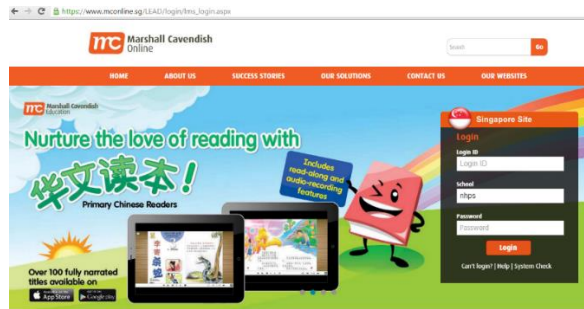 https://www.mconline.sg/LEAD/login/lms_login.aspx
mc Marshall Cavendish
Online
Search
Go
HOME ABOUT US SUCCESS STORIES OUR SOLUTIONS CONTACT US OUR WEBSITES
mc Marshall Cavendish
Education
Nurture the love of reading with
华文读本!
Primary Chinese Readers
Includes
read-along and
audio-recording
features
Over 100 fully narrated
titles available on
App Store Google play
Singapore Site
Login
Login ID
Login ID
School
nhps
Password
Password
Login
Can't login? | Help | System Check